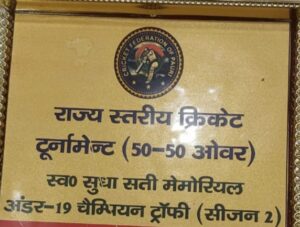 CRICKET FEDERATION OF PAURI
राज्य स्तरीय क्रिकेट
टूर्नामेन्ट (50-50 ओवर)
स्व0 सुधा सती मेमोरियल
अंडर-19 चैम्पियन ट्रॉफी (सीजन 2)